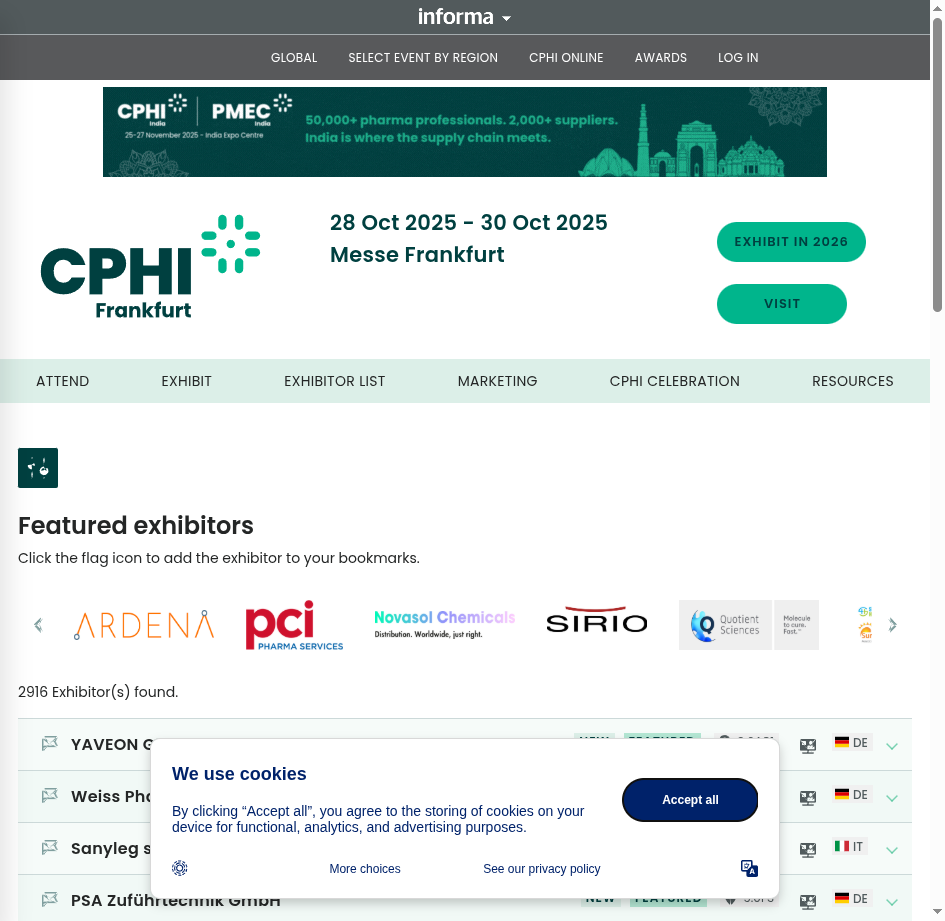 informa
GLOBAL SELECT EVENT BY REGION CPHI ONLINE AWARDS LOG IN
CPHI India PMEC India
25-27 November 2025 - India Expo Centre
50,000+ pharma professionals. 2,000+ suppliers.
India is where the supply chain meets.
CPHI
Frankfurt
28 Oct 2025 - 30 Oct 2025
Messe Frankfurt
EXHIBIT IN 2026
VISIT
ATTEND EXHIBIT EXHIBITOR LIST MARKETING CPHI CELEBRATION RESOURCES
Featured exhibitors
Click the flag icon to add the exhibitor to your bookmarks.
ARDENA
pci
PHARMA SERVICES
Novasol Chemicals
Distribution. Worldwide, just right.
SIRIO
Quotient
Sciences
Molecule
to cure.
Fast.™
2916 Exhibitor(s) found.
YAVEON NEW FEATURED DE
Weiss DE
Sanyleg IT
PSA Zuführtechnik GmbH NEW FEATURED DE
We use cookies
By clicking “Accept all”, you agree to the storing of cookies on your
device for functional, analytics, and advertising purposes.
Accept all
More choices See our privacy policy